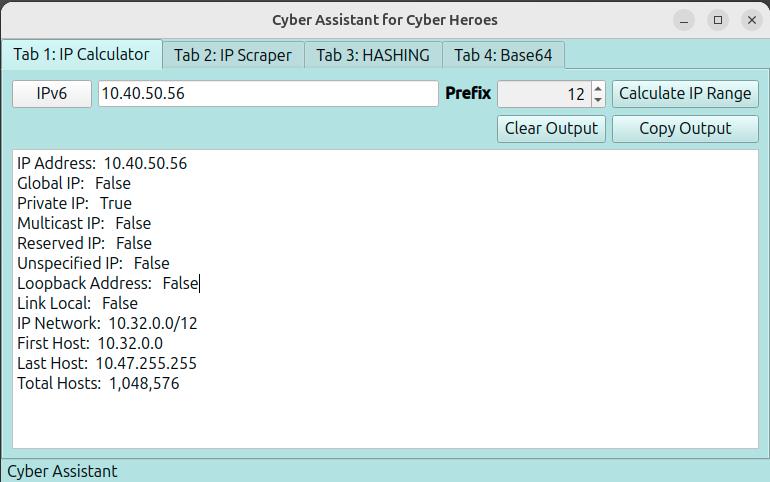 Cyber Assistant for Cyber Heroes
Tab 1: IP Calculator Tab 2: IP Scraper Tab 3: HASHING Tab 4: Base64
IPv6 10.40.50.56 Prefix 12 Calculate IP Range
Clear Output Copy Output
IP Address: 10.40.50.56
Global IP: False
Private IP: True
Multicast IP: False
Reserved IP: False
Unspecified IP: False
Loopback Address: False
Link Local: False
IP Network: 10.32.0.0/12
First Host: 10.32.0.0
Last Host: 10.47.255.255
Total Hosts: 1,048,576
Cyber Assistant